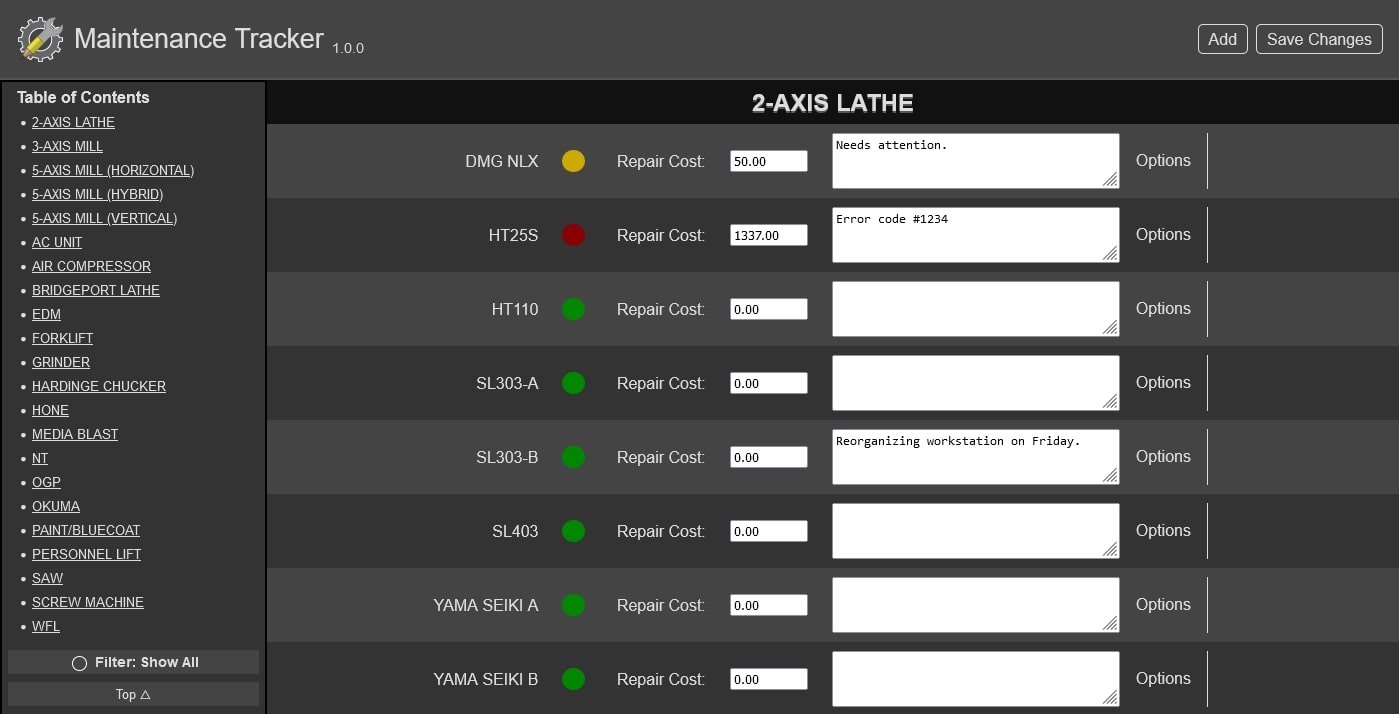 Maintenance Tracker 1.0.0
Add Save Changes
Table of Contents
2-AXIS LATHE
3-AXIS MILL
5-AXIS MILL (HORIZONTAL)
5-AXIS MILL (HYBRID)
5-AXIS MILL (VERTICAL)
AC UNIT
AIR COMPRESSOR
BRIDGEPORT LATHE
EDM
FORKLIFT
GRINDER
HARDINGE CHUCKER
HONE
MEDIA BLAST
NT
OGP
OKUMA
PAINT/BLUECOAT
PERSONNEL LIFT
SAW
SCREW MACHINE
WFL
Filter: Show All
Top △
2-AXIS LATHE
DMG NLX Repair Cost: 50.00 Needs attention. Options
HT25S Repair Cost: 1337.00 Error code #1234 Options
HT110 Repair Cost: 0.00 Options
SL303-A Repair Cost: 0.00 Options
SL303-B Repair Cost: 0.00 Reorganizing workstation on Friday. Options
SL403 Repair Cost: 0.00 Options
YAMA SEIKI A Repair Cost: 0.00 Options
YAMA SEIKI B Repair Cost: 0.00 Options